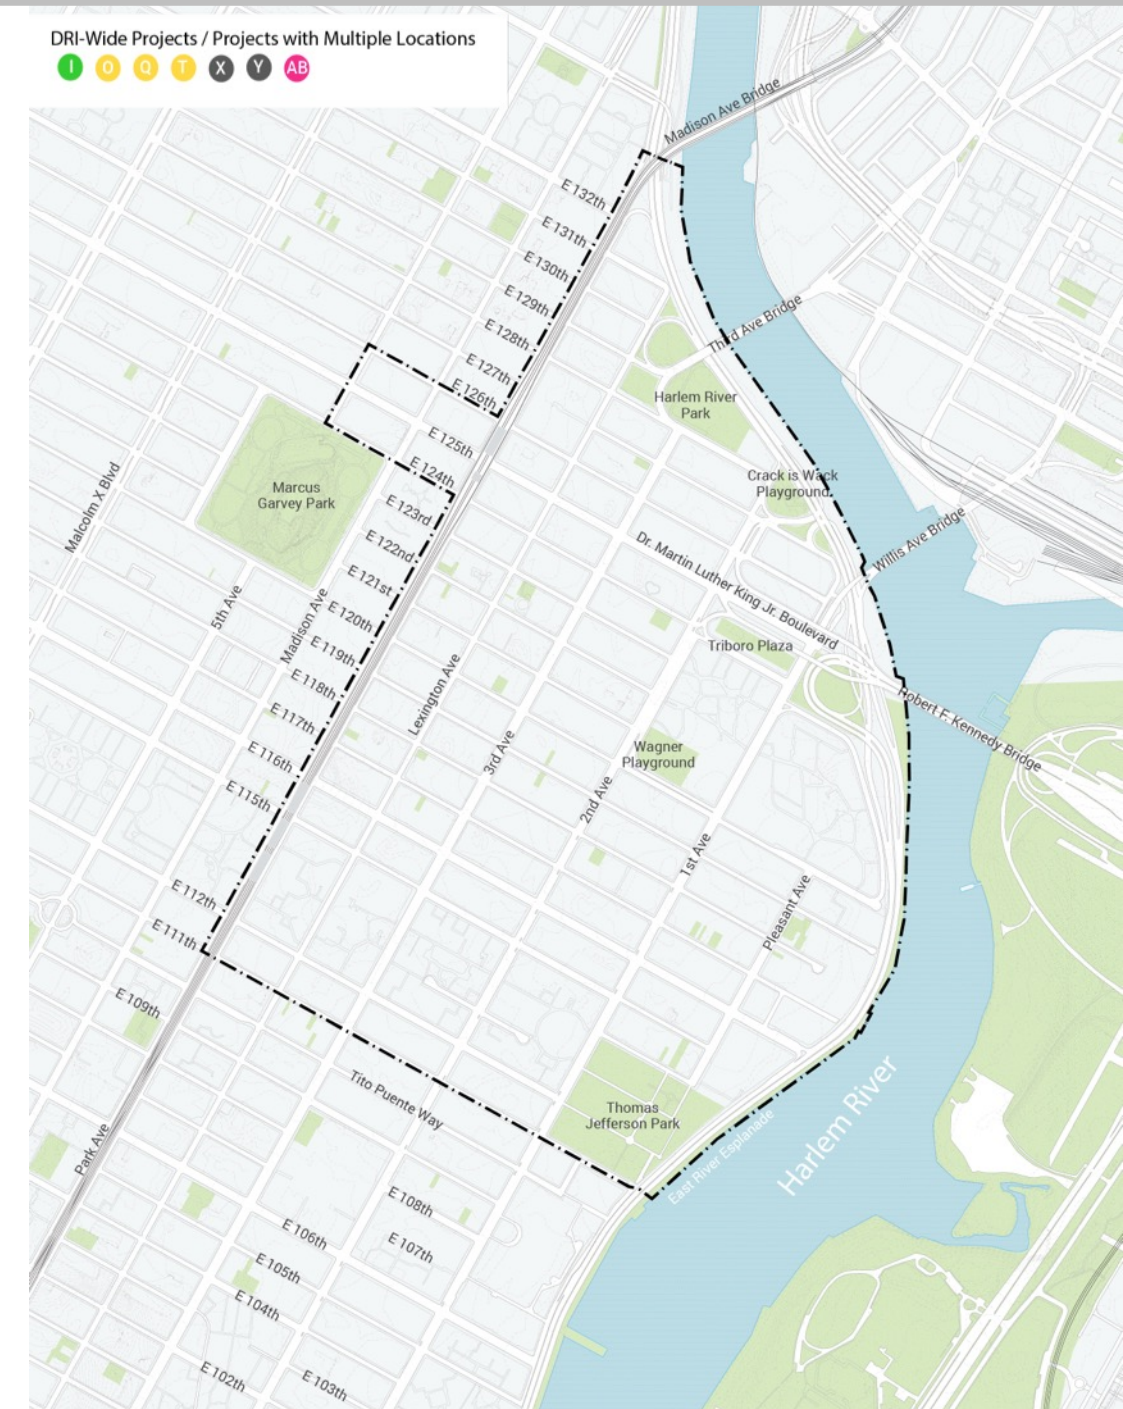 DRI-Wide Projects / Projects with Multiple Locations
I O Q T X Y AB
Madison Ave Bridge
E 132th
E 131th
E 130th
E 129th
E 128th
Third Ave Bridge
E 127th
E 126th
Harlem River
Park
E 125th
E 124th
Marcus
Garvey Park
Crack is Wack
Playground
Malcolm X Blvd
E 123rd
Willis Ave Bridge
E 122nd
Dr. Martin Luther King Jr. Boulevard
E 121st
5th Ave
Madison Ave
E 120th
E 119th
Triboro Plaza
E 118th
Lexington Ave
Robert F. Kennedy Bridge
E 117th
3rd Ave
Wagner
Playground
E 116th
2nd Ave
E 115th
1st Ave
E 112th
Pleasant Ave
E 111th
E 109th
Tito Puente Way
Thomas
Jefferson Park
Park Ave
East River Esplanade
Harlem River
E 108th
E 106th
E 107th
E 105th
E 104th
E 102th
E 103th